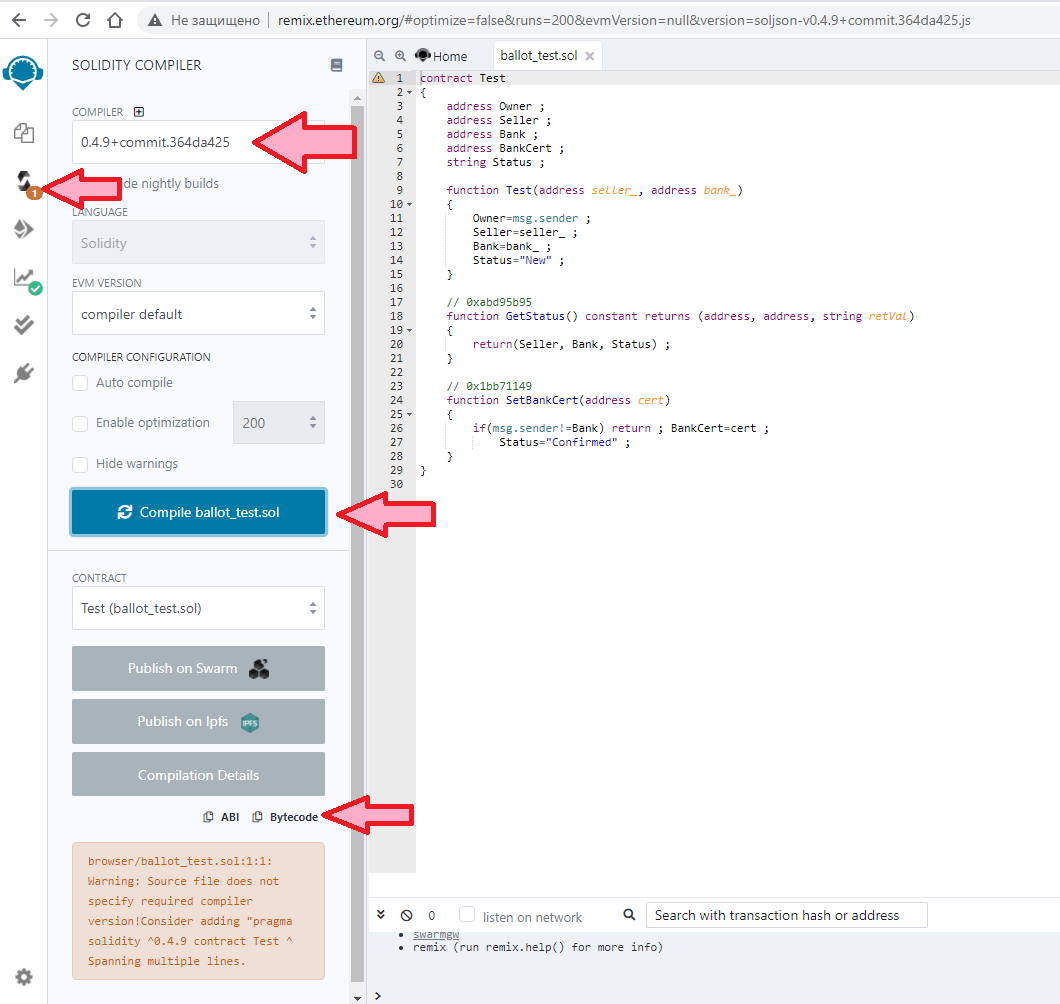 Не защищено remix.ethereum.org/#optimize=false&runs=200&evmVersion=null&version=soljson-v0.4.9+commit.364da425.js
SOLIDITY COMPILER
COMPILER
0.4.9+commit.364da425
de nightly builds
1
LANGUAGE
Solidity
EVM VERSION
compiler default
COMPILER CONFIGURATION
Auto compile
Enable optimization
200
Hide warnings
Compile ballot_test.sol
CONTRACT
Test (ballot_test.sol)
Publish on Swarm
Publish on Ipfs
IPFS
Compilation Details
ABI Bytecode
browser/ballot_test.sol:1:1:
Warning: Source file does not
specify required compiler
version!Consider adding "pragma
solidity ^0.4.9 contract Test ^
Spanning multiple lines.
Home ballot_test.sol
1 contract Test
2 {
3 address Owner ;
4 address Seller ;
5 address Bank ;
6 address BankCert ;
7 string Status ;
8
9 function Test(address seller_, address bank_)
10 {
11 Owner=msg.sender ;
12 Seller=seller_ ;
13 Bank=bank_ ;
14 Status="New" ;
15 }
16
17 // 0xabd95b95
18 function GetStatus() constant returns (address, address, string retVal)
19 {
20 return(Seller, Bank, Status) ;
21 }
22
23 // 0x1bb71149
24 function SetBankCert(address cert)
25 {
26 if(msg.sender!=Bank) return ; BankCert=cert ;
27 Status="Confirmed" ;
28 }
29 }
30
0 listen on network Search with transaction hash or address
swarmgw
remix (run remix.help() for more info)
>